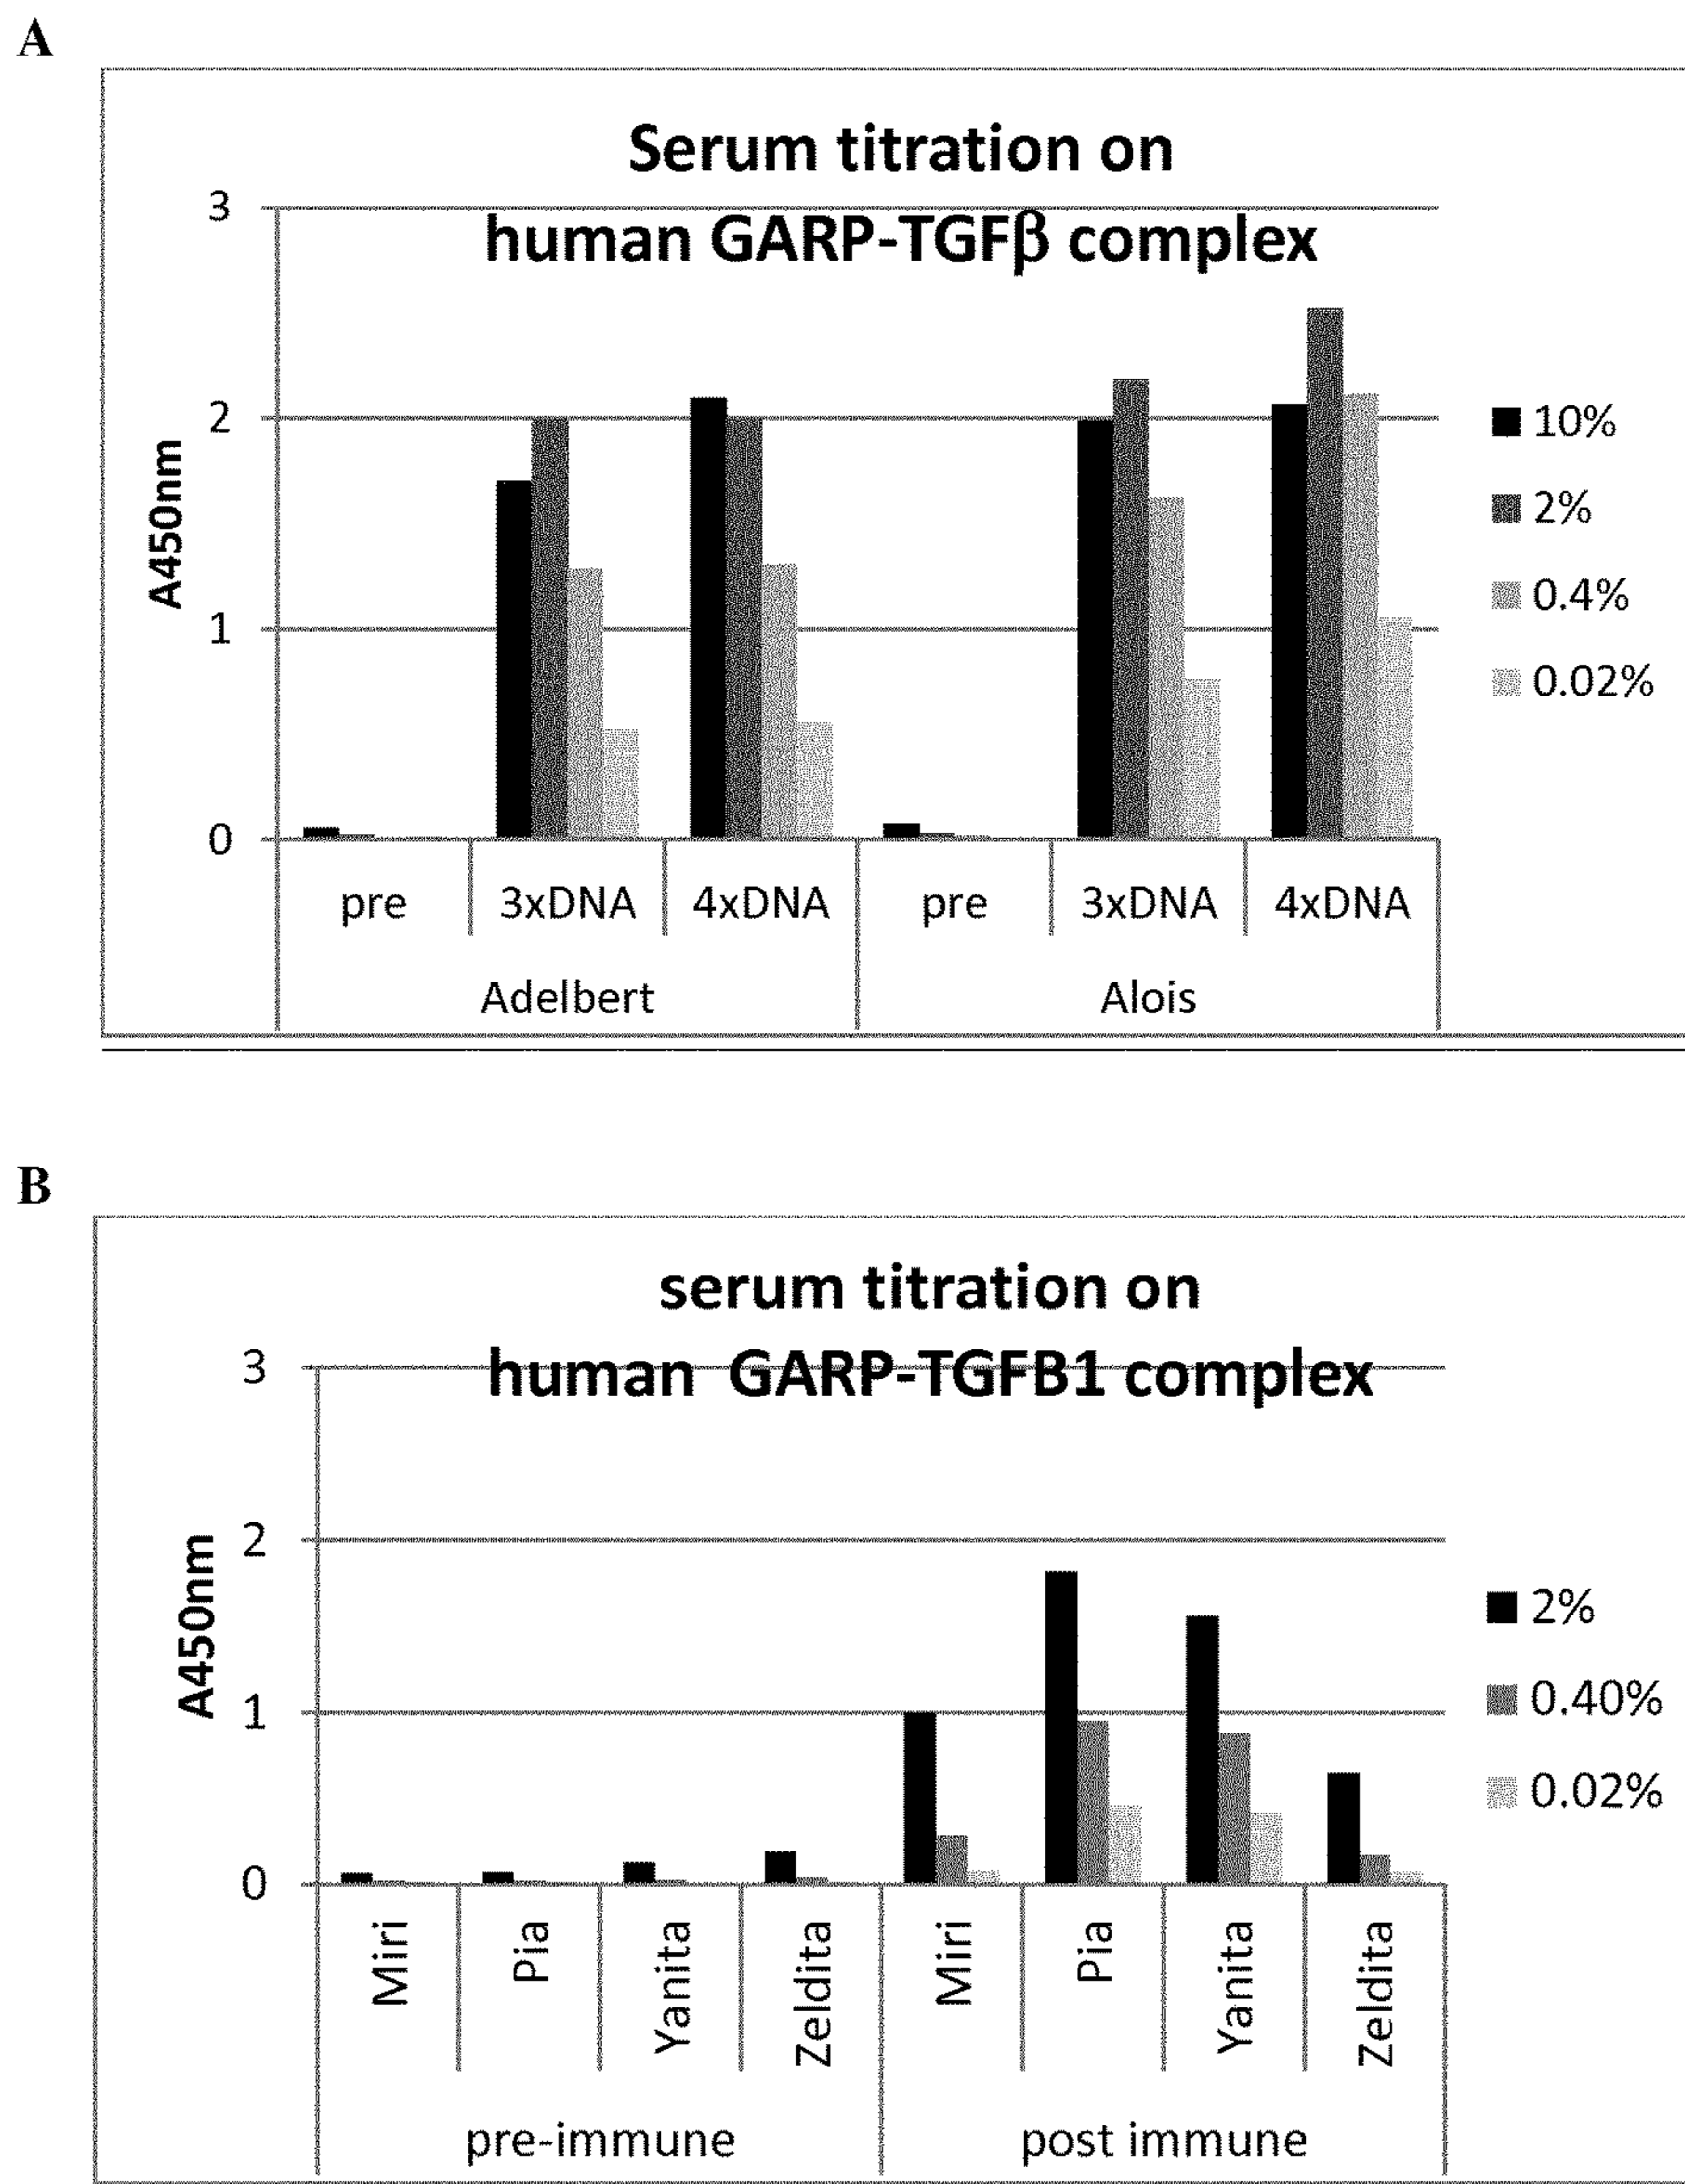 A
Serum titration on
human GARP-TGFβ complex
3
2
1
0
A450nm
10%
2%
0.4%
0.02%
pre 3xDNA 4xDNA pre 3xDNA 4xDNA
Adelbert Alois
B
serum titration on
human GARP-TGFB1 complex
3
2
1
0
A450nm
2%
0.40%
0.02%
Miri Pia Yanita Zeldita Miri Pia Yanita Zeldita
pre-immune post immune